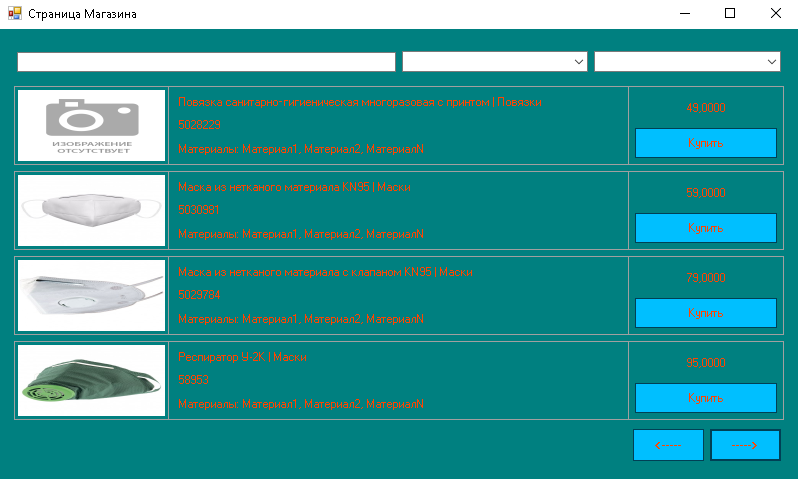 Страница Магазина
ИЗОБРАЖЕНИЕ
ОТСУТСТВУЕТ
Повязка санитарно-гигиеническая многоразовая с принтом | Повязки
5028229
Материалы: Материал1, Материал2, МатериалN
49,0000
Купить
Маска из нетканого материала KN95 | Маски
5030981
Материалы: Материал1, Материал2, МатериалN
59,0000
Купить
Маска из нетканого материала с клапаном KN95 | Маски
5029784
Материалы: Материал1, Материал2, МатериалN
79,0000
Купить
Респиратор У-2К | Маски
58953
Материалы: Материал1, Материал2, МатериалN
95,0000
Купить
<-----
----->